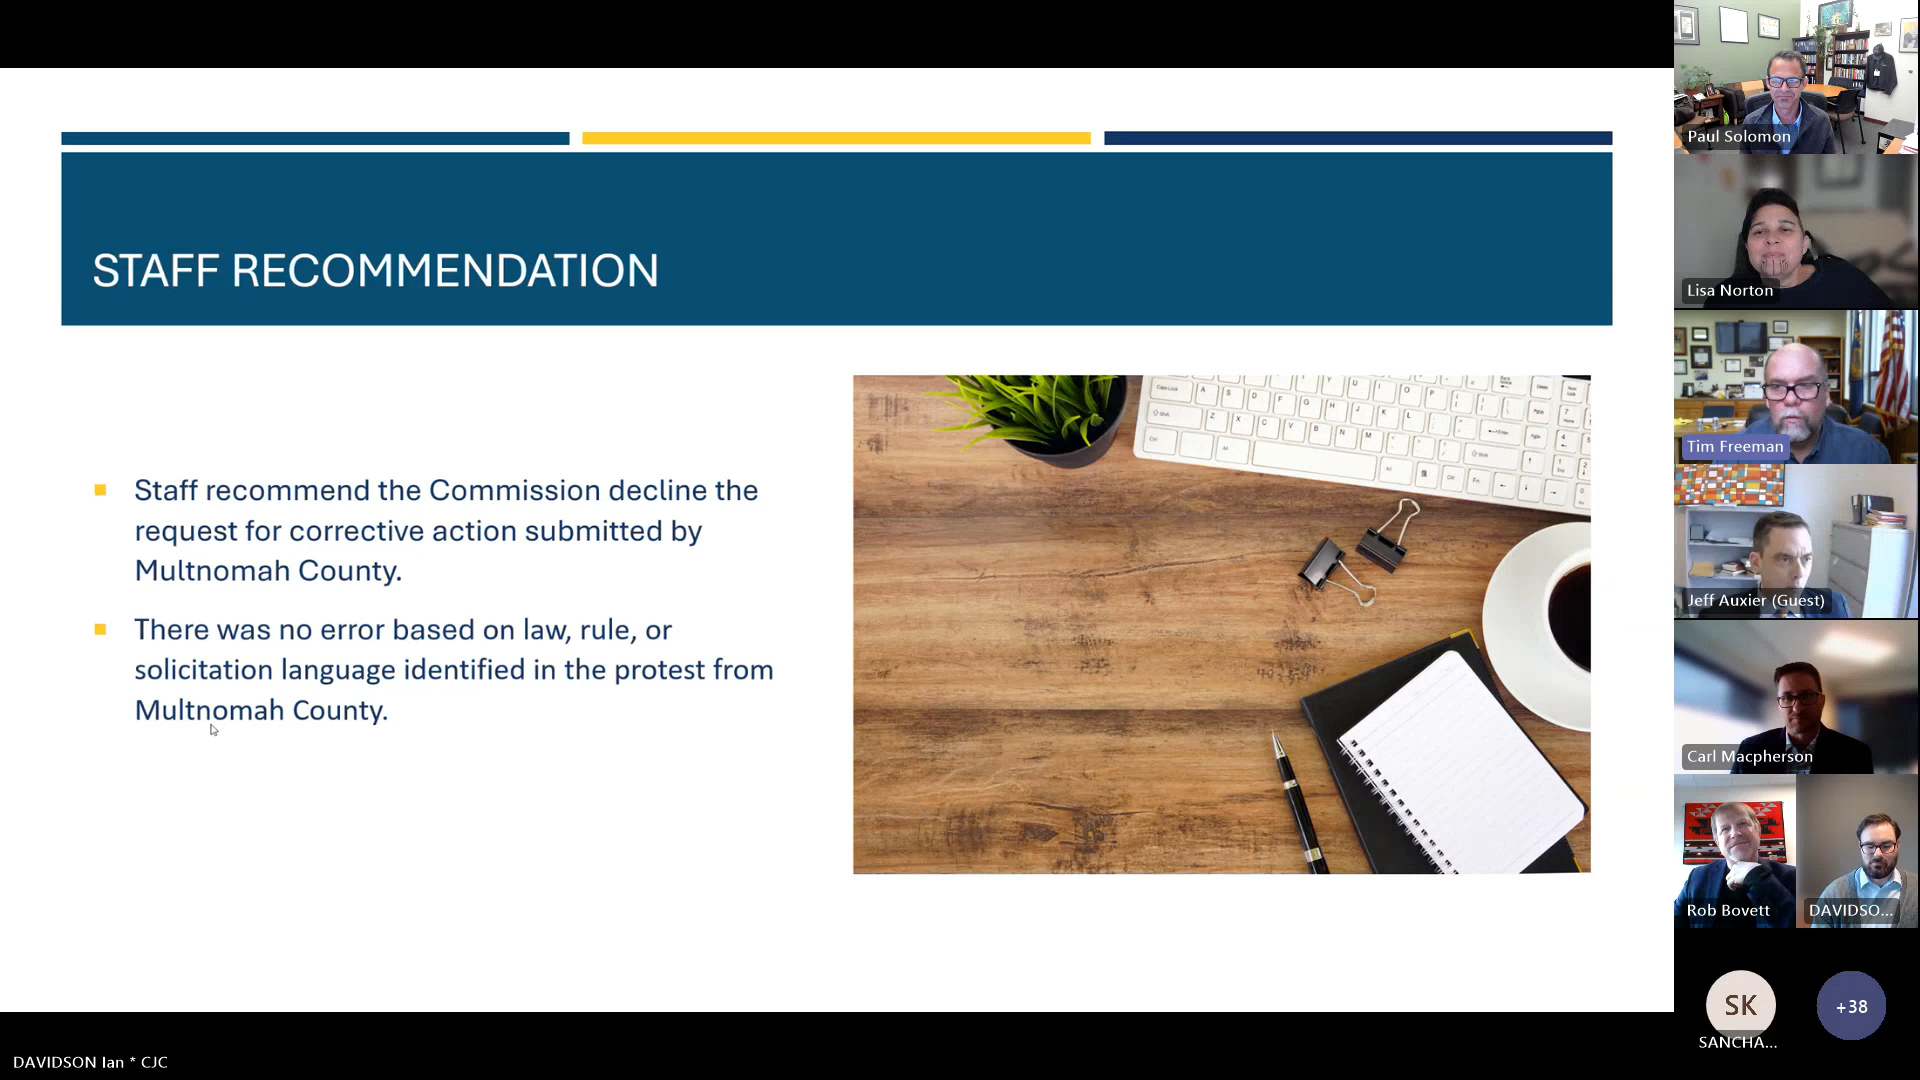 STAFF RECOMMENDATION
Staff recommend the Commission decline the
request for corrective action submitted by
Multnomah County.
There was no error based on law, rule, or
solicitation language identified in the protest from
Multnomah County.
Paul Solomon
Lisa Norton
Tim Freeman
Jeff Auxier (Guest)
Carl Macpherson
Rob Bovett
DAVIDSO...
SK
SANCHA...
+38
DAVIDSON Ian * CJC